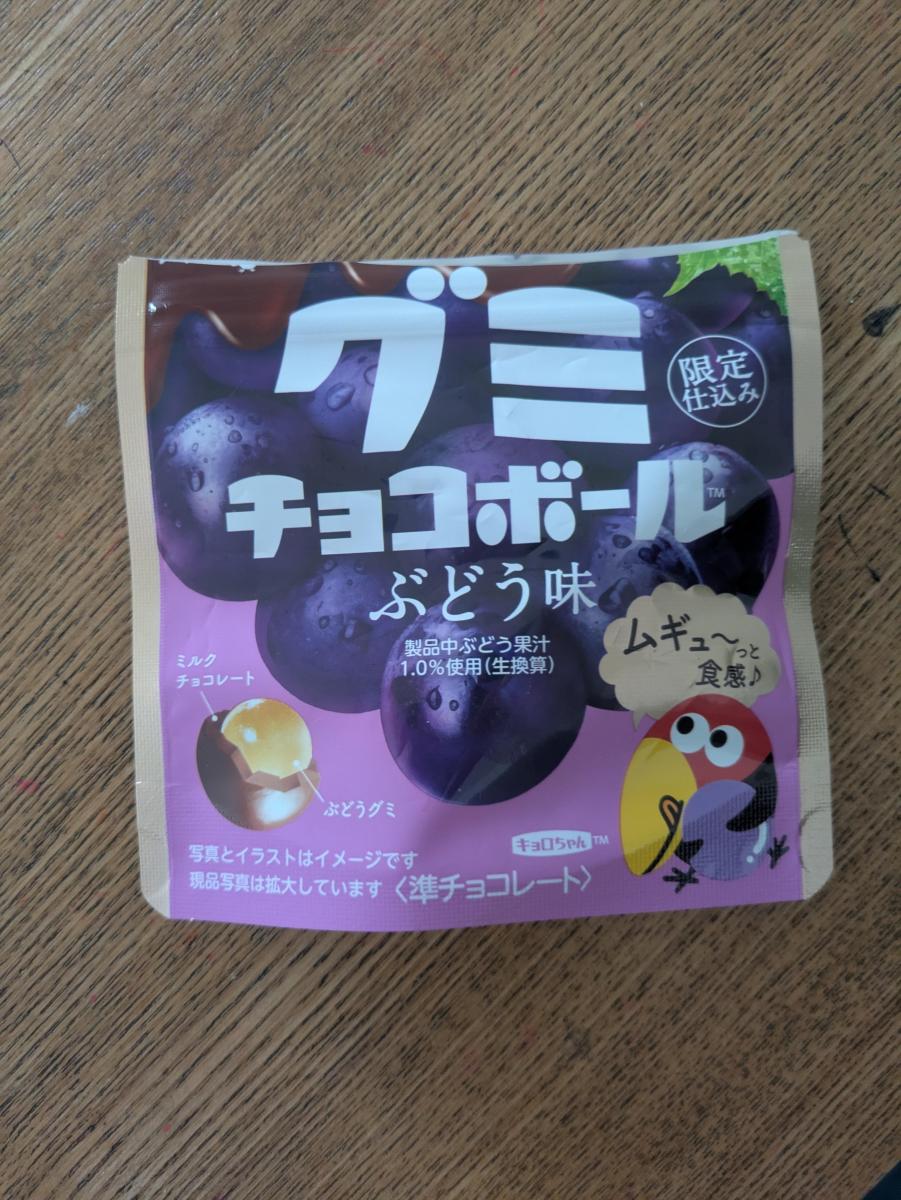 グミ
限定
仕込み
チョコボール™
ぶどう味
製品中ぶどう果汁
1.0%使用(生換算)
ムギュ〜っと
食感♪
ミルク
チョコレート
ぶどうグミ
キョロちゃん™
写真とイラストはイメージです
現品写真は拡大しています〈準チョコレート〉